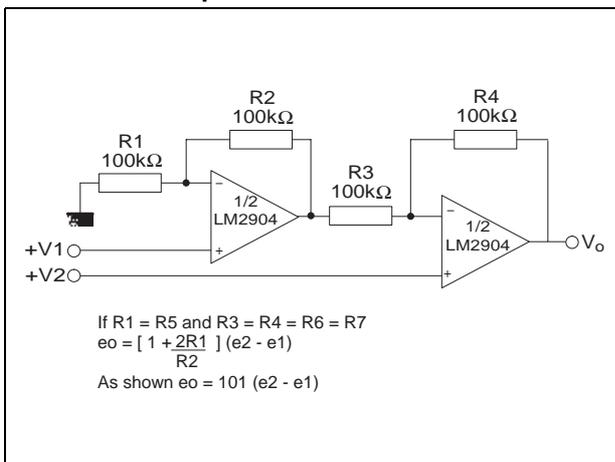 R2
100kΩ
R4
100kΩ
R1
100kΩ
R3
100kΩ
1/2
LM2904
1/2
LM2904
+V1
+V2
Vo
If R1 = R5 and R3 = R4 = R6 = R7
eo = [ 1 + 2R1 ] (e2 - e1)
R2
As shown eo = 101 (e2 - e1)